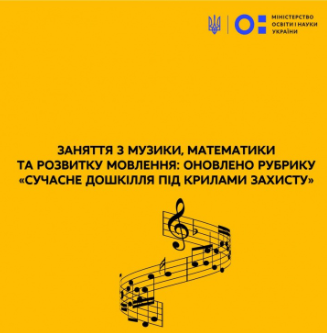 МІНІСТЕРСТВО
ОСВІТИ І НАУКИ
УКРАЇНИ
ЗАНЯТТЯ З МУЗИКИ, МАТЕМАТИКИ
ТА РОЗВИТКУ МОВЛЕННЯ: ОНОВЛЕНО РУБРИКУ
«СУЧАСНЕ ДОШКІЛЛЯ ПІД КРИЛАМИ ЗАХИСТУ»